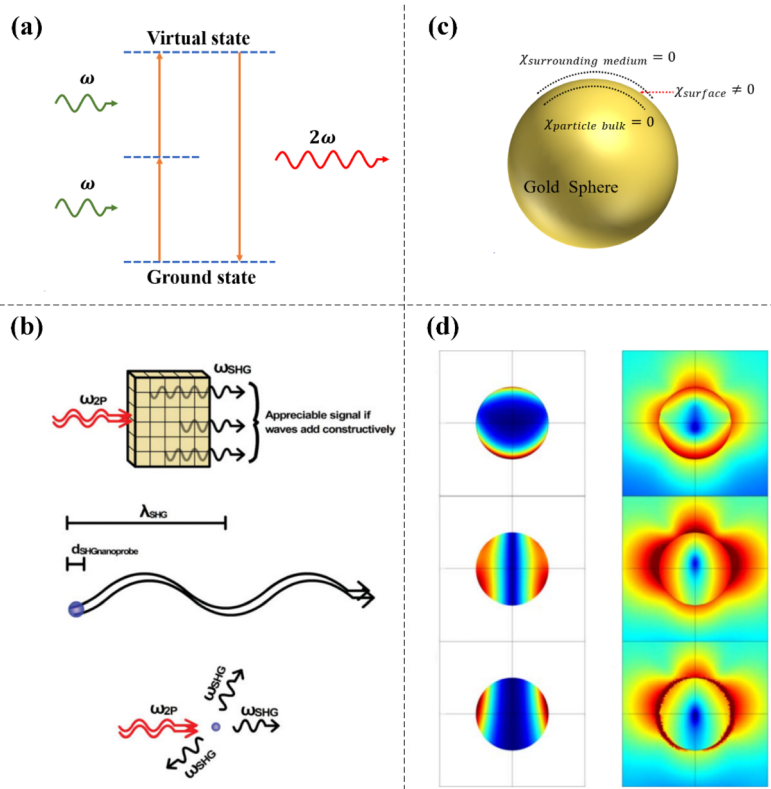 (a)
Virtual state
ω
2ω
ω
Ground state
(c)
χsurrounding medium = 0
χsurface ≠ 0
χparticle bulk = 0
Gold Sphere
(b)
ωSHG
ω2P
Appreciable signal if
waves add constructively
λSHG
dSHGnanoprobe
ωSHG
ω2P
ωSHG
ωSHG
(d)